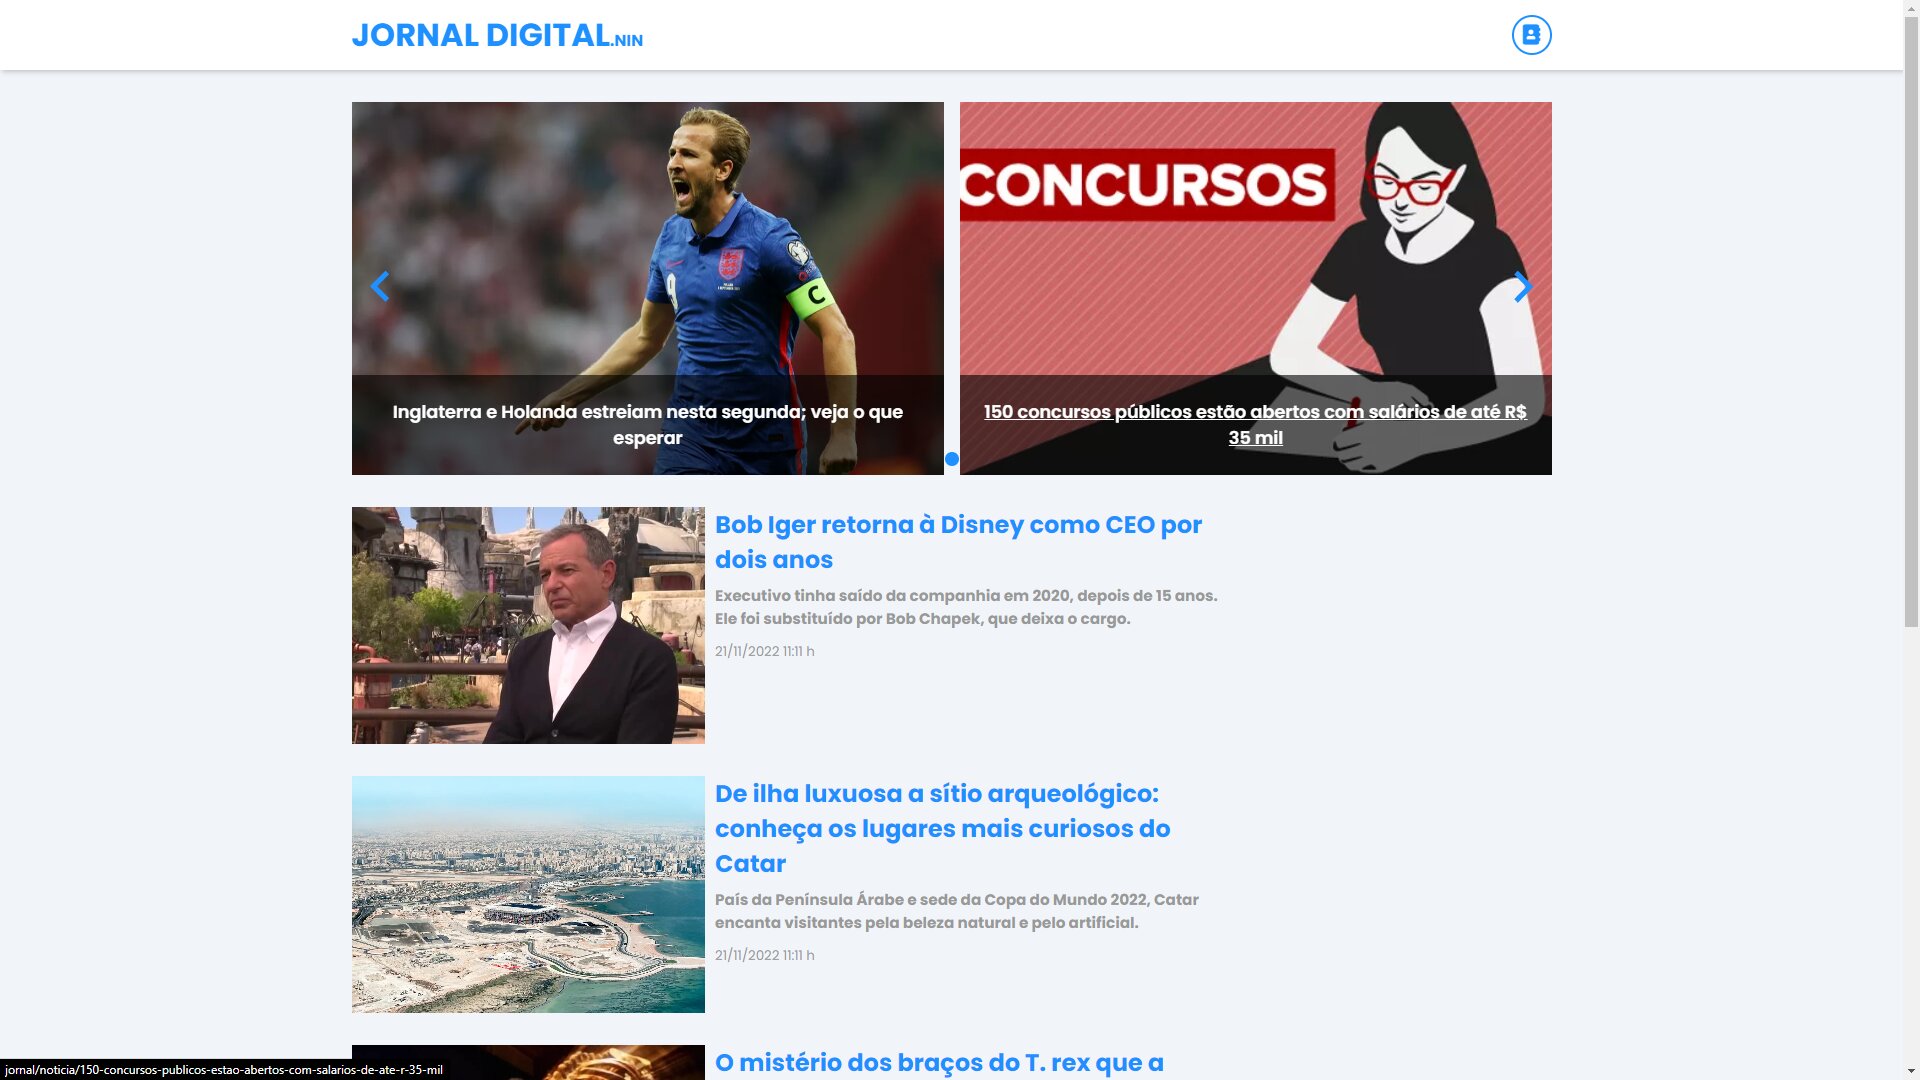 JORNAL DIGITAL.NIN
C
CONCURSOS
Inglaterra e Holanda estreiam nesta segunda; veja o que
esperar
150 concursos públicos estão abertos com salários de até R$
35 mil
Bob Iger retorna à Disney como CEO por
dois anos
Executivo tinha saído da companhia em 2020, depois de 15 anos.
Ele foi substituído por Bob Chapek, que deixa o cargo.
21/11/2022 11:11 h
De ilha luxuosa a sítio arqueológico:
conheça os lugares mais curiosos do
Catar
País da Península Árabe e sede da Copa do Mundo 2022, Catar
encanta visitantes pela beleza natural e pelo artificial.
21/11/2022 11:11 h
O mistério dos braços do T. rex que a
jornal/noticia/150-concursos-publicos-estao-abertos-com-salarios-de-ate-r-35-mil